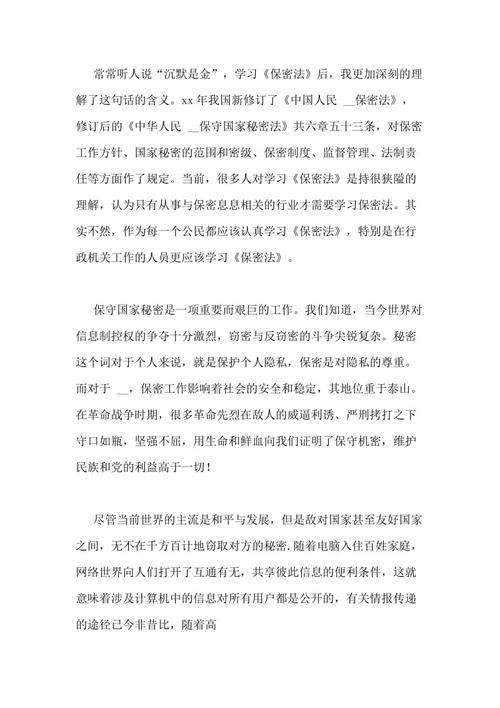 常常听人说“沉默是金”，学习《保密法》后，我更加深刻的理
解了这句话的含义。xx 年我国新修订了《中国人民 __保密法》，
修订后的《中华人民 __保守国家秘密法》共六章五十三条，对保密
工作方针、国家秘密的范围和密级、保密制度、监督管理、法制责
任等方面作了规定。当前，很多人对学习《保密法》是持很狭隘的
理解，认为只有从事与保密息息相关的行业才需要学习保密法。其
实不然，作为每一个公民都应该认真学习《保密法》，特别是在行
政机关工作的人员更应该学习《保密法》。
保守国家秘密是一项重要而艰巨的工作。我们知道，当今世界对
信息制控权的争夺十分激烈，窃密与反窃密的斗争尖锐复杂。秘密
这个词对于个人来说，就是保护个人隐私，保密是对隐私的尊重。
而对于 __，保密工作影响着社会的安全和稳定，其地位重于泰山。
在革命战争时期，很多革命先烈在敌人的威逼利诱、严刑拷打之下
守口如瓶，坚强不屈，用生命和鲜血向我们证明了保守机密，维护
民族和党的利益高于一切！
尽管当前世界的主流是和平与发展，但是敌对国家甚至友好国家
之间，无不在千方百计地窃取对方的秘密.随着电脑入住百姓家庭，
网络世界向人们打开了互通有无，共享彼此信息的便利条件，这就
意味着涉及计算机中的信息对所有用户都是公开的，有关情报传递
的途径已今非昔比，随着高